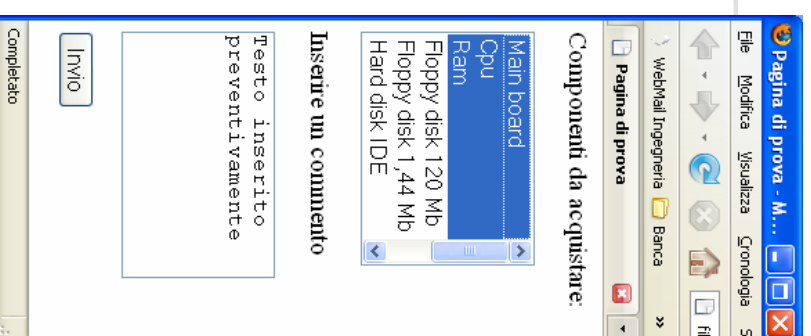 Pagina di prova - M...
File Modifica Visualizza Cronologia S
WebMail Ingegneria Banca »
Pagina di prova
Componenti da acquistare:
Main board
Cpu
Ram
Floppy disk 120 Mb
Floppy disk 1,44 Mb
Hard disk IDE
Inserire un commento
Testo inserito
preventivamente
Invio
Completato